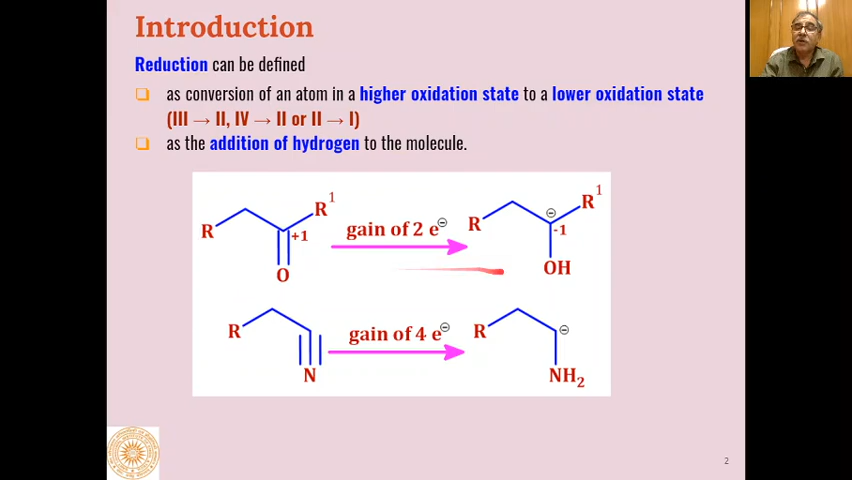 Introduction
Reduction can be defined
❑ as conversion of an atom in a higher oxidation state to a lower oxidation state
(III → II, IV → II or II → I)
❑ as the addition of hydrogen to the molecule.
R R1 +1 O gain of 2 e⊖ R R1 ⊖ -1 OH
R N gain of 4 e⊖ R ⊖ NH2
2